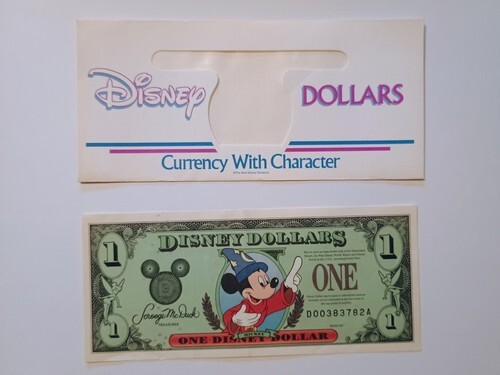 Disney DOLLARS
Currency With Character
1 DISNEY DOLLARS 1
ONE
D00383782A
Scrooge McDuck
TREASURER
MICKEY
1 ONE DISNEY DOLLAR 1